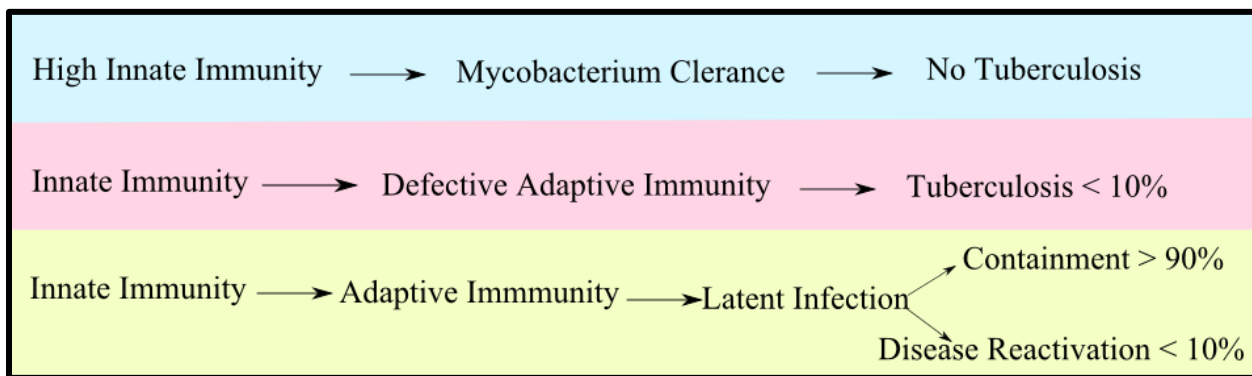 High Innate Immunity → Mycobacterium Clerance → No Tuberculosis
Innate Immunity → Defective Adaptive Immunity → Tuberculosis < 10%
Innate Immunity → Adaptive Immmunity → Latent Infection
Containment > 90%
Disease Reactivation < 10%